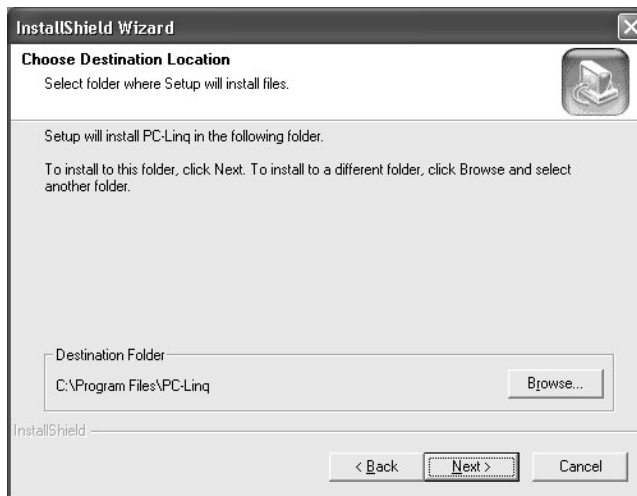 InstallShield Wizard
Choose Destination Location
Select folder where Setup will install files.
Setup will install PC-Linq in the following folder.
To install to this folder, click Next. To install to a different folder, click Browse and select
another folder.
Destination Folder
C:\Program Files\PC-Linq
Browse...
InstallShield
< Back
Next >
Cancel